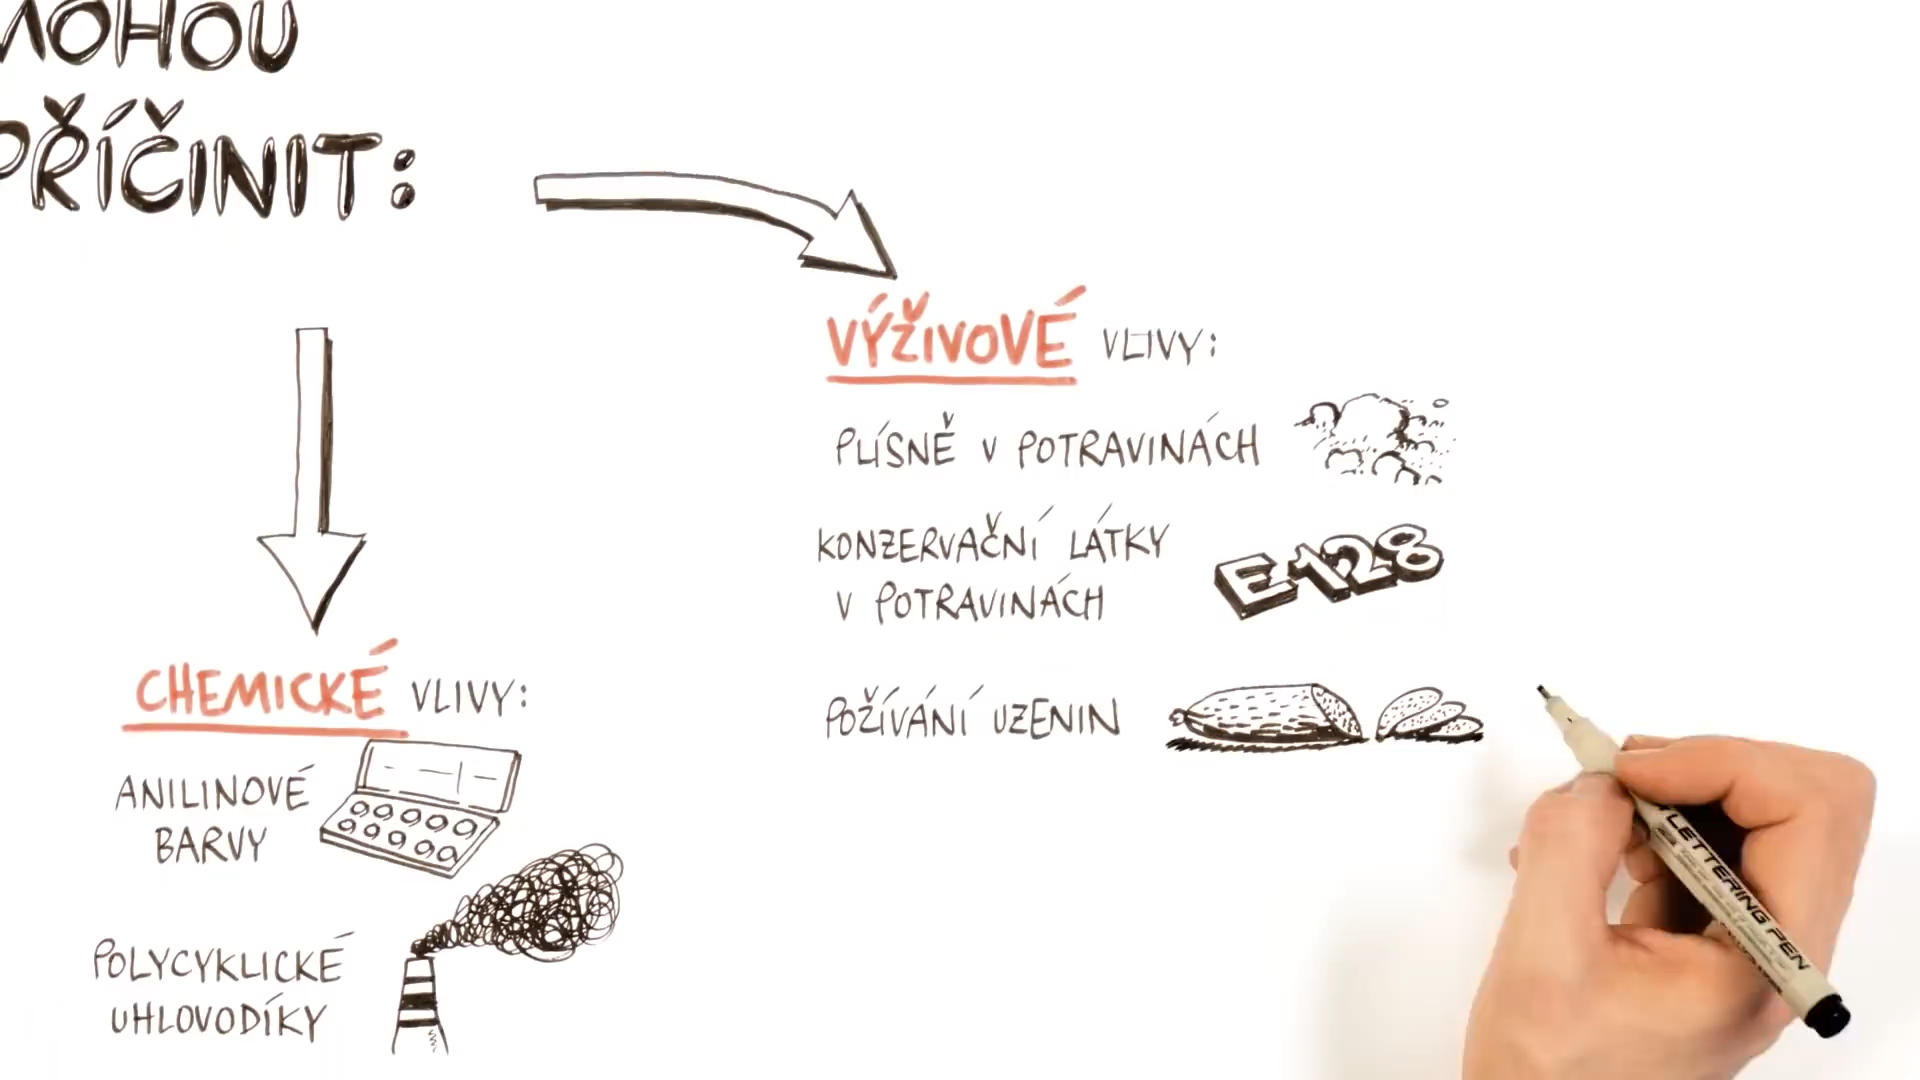 MOHOU
PŘIČINIT:
VÝŽIVOVÉ VLIVY:
PLÍSNĚ V POTRAVINÁCH
KONZERVAČNÍ LÁTKY
V POTRAVINÁCH
E128
POŽÍVÁNÍ UZENIN
CHEMICKÉ VLIVY:
ANILINOVÉ
BARVY
POLYCYKLICKÉ
UHLOVODÍKY
LETTERING PEN